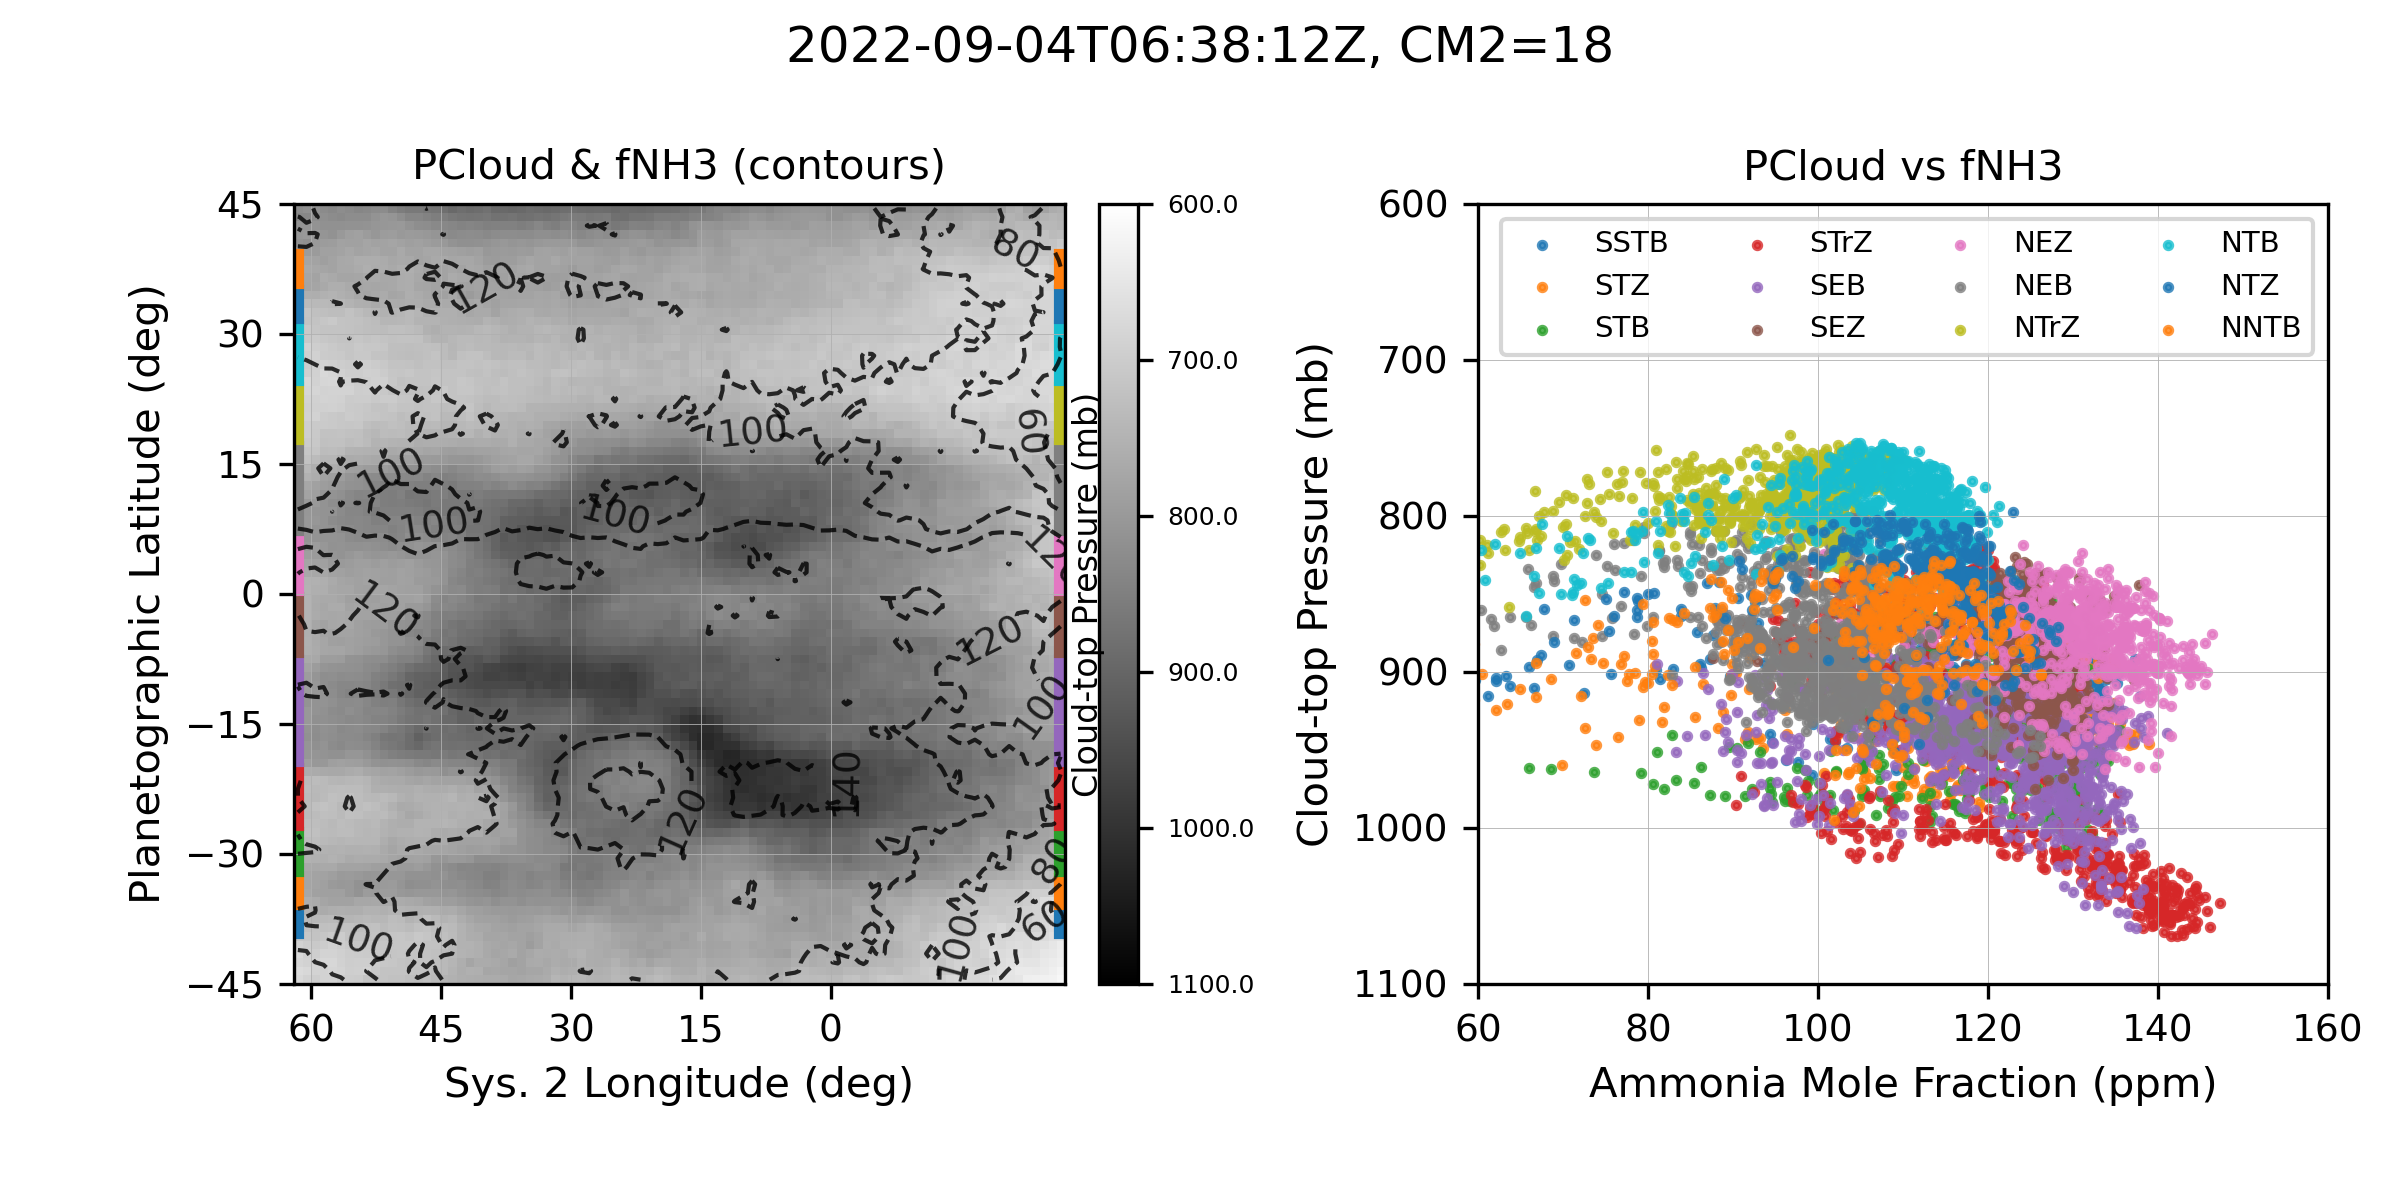 2022-09-04T06:38:12Z, CM2=18
PCloud & fNH3 (contours)
Planetographic Latitude (deg)
45
30
15
0
−15
−30
−45
60
45
30
15
0
Sys. 2 Longitude (deg)
80
120
100
60
100
100
100
120
120
120
100
140
120
80
60
100
100
Cloud-top Pressure (mb)
600.0
700.0
800.0
900.0
1000.0
1100.0
PCloud vs fNH3
Cloud-top Pressure (mb)
600
700
800
900
1000
1100
SSTB
STZ
STB
STrZ
SEB
SEZ
NEZ
NEB
NTrZ
NTB
NTZ
NNTB
60
80
100
120
140
160
Ammonia Mole Fraction (ppm)